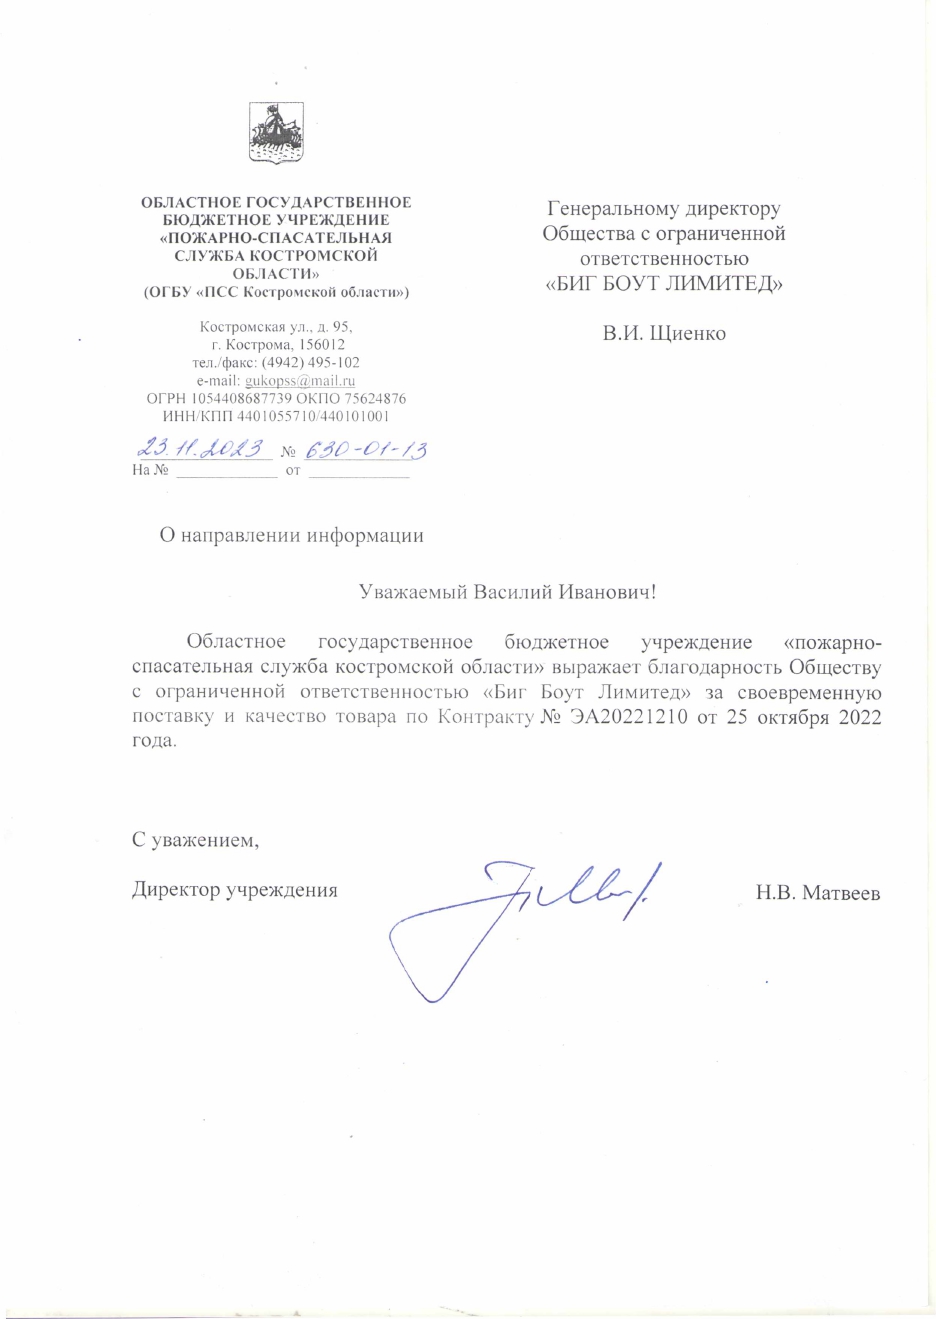 ОБЛАСТНОЕ ГОСУДАРСТВЕННОЕ
БЮДЖЕТНОЕ УЧРЕЖДЕНИЕ
«ПОЖАРНО-СПАСАТЕЛЬНАЯ
СЛУЖБА КОСТРОМСКОЙ
ОБЛАСТИ»
(ОГБУ «ПСС Костромской области»)
Костромская ул., д. 95,
г. Кострома, 156012
тел./факс: (4942) 495-102
e-mail: gukopss@mail.ru
ОГРН 1054408687739 ОКПО 75624876
ИНН/КПП 4401055710/440101001
23.11.2023 № 630-01-13
На № ____________ от ____________
Генеральному директору
Общества с ограниченной
ответственностью
«БИГ БОУТ ЛИМИТЕД»
В.И. Щиенко
О направлении информации
Уважаемый Василий Иванович!
Областное государственное бюджетное учреждение «пожарно-
спасательная служба костромской области» выражает благодарность Обществу
с ограниченной ответственностью «Биг Боут Лимитед» за своевременную
поставку и качество товара по Контракту № ЭА20221210 от 25 октября 2022
года.
С уважением,
Директор учреждения
Н.В. Матвеев